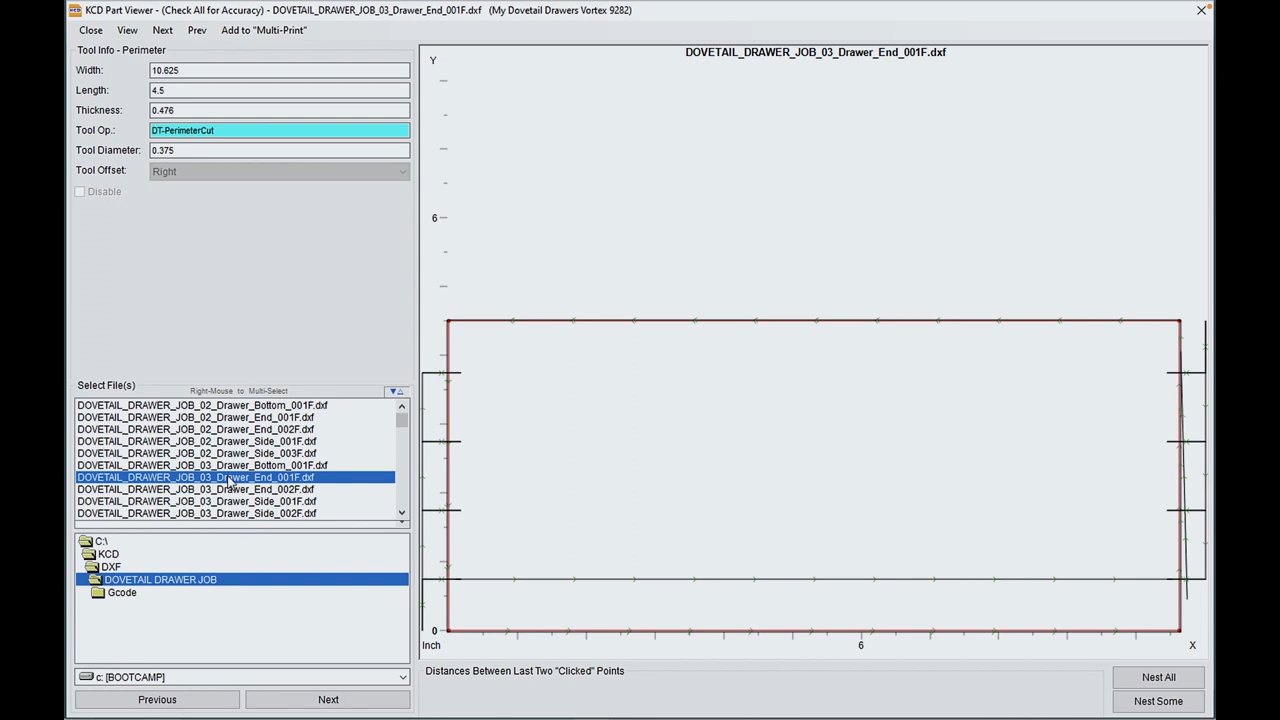 KCD Part Viewer - (Check All for Accuracy) - DOVETAIL_DRAWER_JOB_03_Drawer_End_001F.dxf   (My Dovetail Drawers Vortex 9282)
Close View Next Prev Add to "Multi-Print"
Tool Info - Perimeter
Width: 10.625
Length: 4.5
Thickness: 0.476
Tool Op.: DT-PerimeterCut
Tool Diameter: 0.375
Tool Offset: Right
Disable
Select File(s) Right-Mouse to Multi-Select
DOVETAIL_DRAWER_JOB_02_Drawer_Bottom_001F.dxf
DOVETAIL_DRAWER_JOB_02_Drawer_End_001F.dxf
DOVETAIL_DRAWER_JOB_02_Drawer_End_002F.dxf
DOVETAIL_DRAWER_JOB_02_Drawer_Side_001F.dxf
DOVETAIL_DRAWER_JOB_02_Drawer_Side_003F.dxf
DOVETAIL_DRAWER_JOB_03_Drawer_Bottom_001F.dxf
DOVETAIL_DRAWER_JOB_03_Drawer_End_001F.dxf
DOVETAIL_DRAWER_JOB_03_Drawer_End_002F.dxf
DOVETAIL_DRAWER_JOB_03_Drawer_Side_001F.dxf
DOVETAIL_DRAWER_JOB_03_Drawer_Side_002F.dxf
C:\
KCD
DXF
DOVETAIL DRAWER JOB
Gcode
c: [BOOTCAMP]
Previous Next
DOVETAIL_DRAWER_JOB_03_Drawer_End_001F.dxf
Y
6
0
Inch 6 X
Distances Between Last Two "Clicked" Points
Nest All
Nest Some